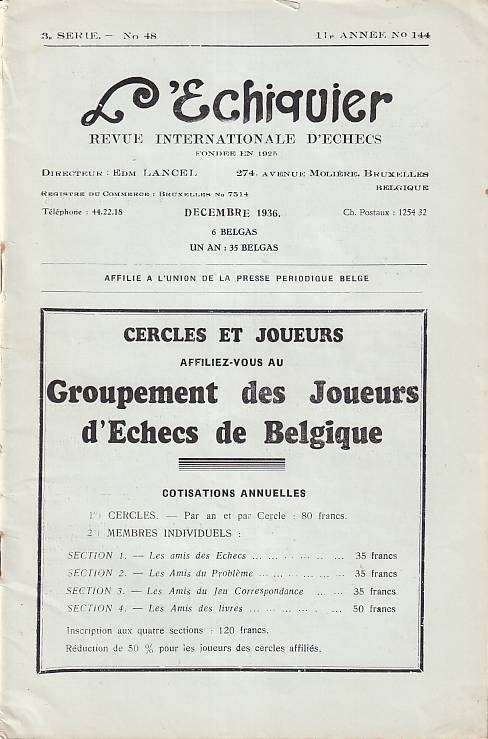 3e SERIE. — No 48 11e ANNÉE No 144
L'Echiquier
REVUE INTERNATIONALE D'ECHECS
FONDEE EN 1925
DIRECTEUR : EDM LANCEL 274, AVENUE MOLIÈRE, BRUXELLES
BELGIQUE
REGISTRE DU COMMERCE : BRUXELLES No 7514
Téléphone : 44.22.18 DECEMBRE 1936. Ch. Postaux : 1254 32
6 BELGAS
UN AN : 35 BELGAS
AFFILIE A L'UNION DE LA PRESSE PERIODIQUE BELGE
CERCLES ET JOUEURS
AFFILIEZ-VOUS AU
Groupement des Joueurs
d'Echecs de Belgique
COTISATIONS ANNUELLES
1°) CERCLES. — Par an et par Cercle : 80 francs.
2°) MEMBRES INDIVIDUELS :
SECTION 1. — Les amis des Echecs ... ... ... ... ... 35 francs
SECTION 2. — Les Amis du Problème ... ... ... ... ... 35 francs
SECTION 3. — Les Amis du Jeu Correspondance ... ... 35 francs
SECTION 4. — Les Amis des livres ... ... ... ... ... 50 francs
Inscription aux quatre sections : 120 francs.
Réduction de 50 % pour les joueurs des cercles affiliés.